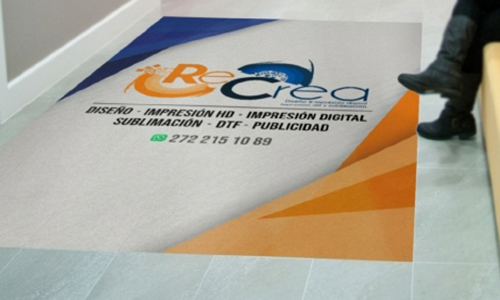 ReCrea
DISEÑO - IMPRESIÓN HD - IMPRESIÓN DIGITAL
SUBLIMACIÓN - DTF - PUBLICIDAD
272 215 10 89